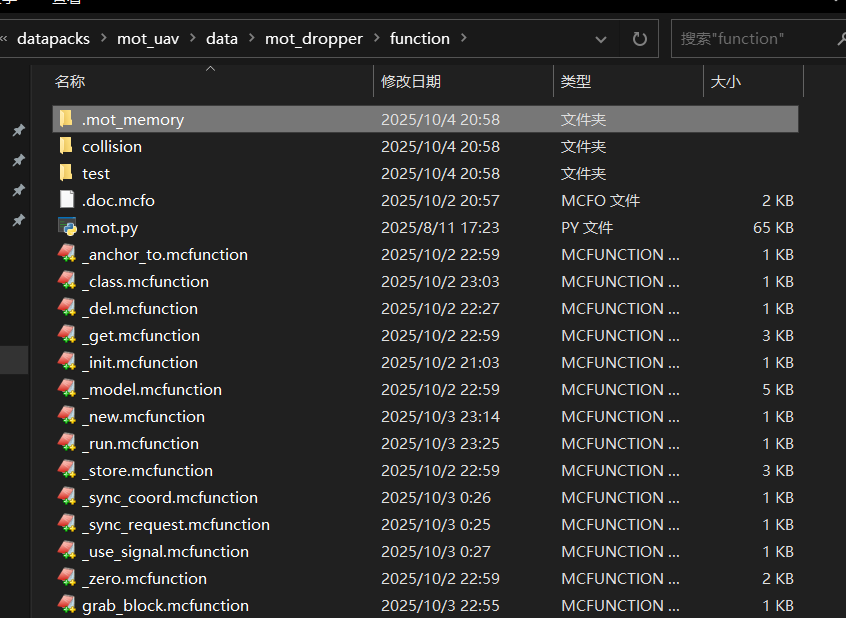 查看
« datapacks > mot_uav > data > mot_dropper > function > 搜索"function"
名称 修改日期 类型 大小
.mot_memory 2025/10/4 20:58 文件夹
collision 2025/10/4 20:58 文件夹
test 2025/10/4 20:58 文件夹
.doc.mcfo 2025/10/2 20:57 MCFO 文件 2 KB
.mot.py 2025/8/11 17:23 PY 文件 65 KB
_anchor_to.mcfunction 2025/10/2 22:59 MCFUNCTION ... 1 KB
_class.mcfunction 2025/10/2 23:03 MCFUNCTION ... 1 KB
_del.mcfunction 2025/10/2 22:27 MCFUNCTION ... 1 KB
_get.mcfunction 2025/10/2 22:59 MCFUNCTION ... 3 KB
_init.mcfunction 2025/10/2 21:03 MCFUNCTION ... 1 KB
_model.mcfunction 2025/10/2 22:59 MCFUNCTION ... 5 KB
_new.mcfunction 2025/10/3 23:14 MCFUNCTION ... 1 KB
_run.mcfunction 2025/10/3 23:25 MCFUNCTION ... 1 KB
_store.mcfunction 2025/10/2 22:59 MCFUNCTION ... 3 KB
_sync_coord.mcfunction 2025/10/3 0:26 MCFUNCTION ... 1 KB
_sync_request.mcfunction 2025/10/3 0:25 MCFUNCTION ... 1 KB
_use_signal.mcfunction 2025/10/3 0:27 MCFUNCTION ... 1 KB
_zero.mcfunction 2025/10/2 22:59 MCFUNCTION ... 2 KB
grab_block.mcfunction 2025/10/3 22:55 MCFUNCTION ... 1 KB